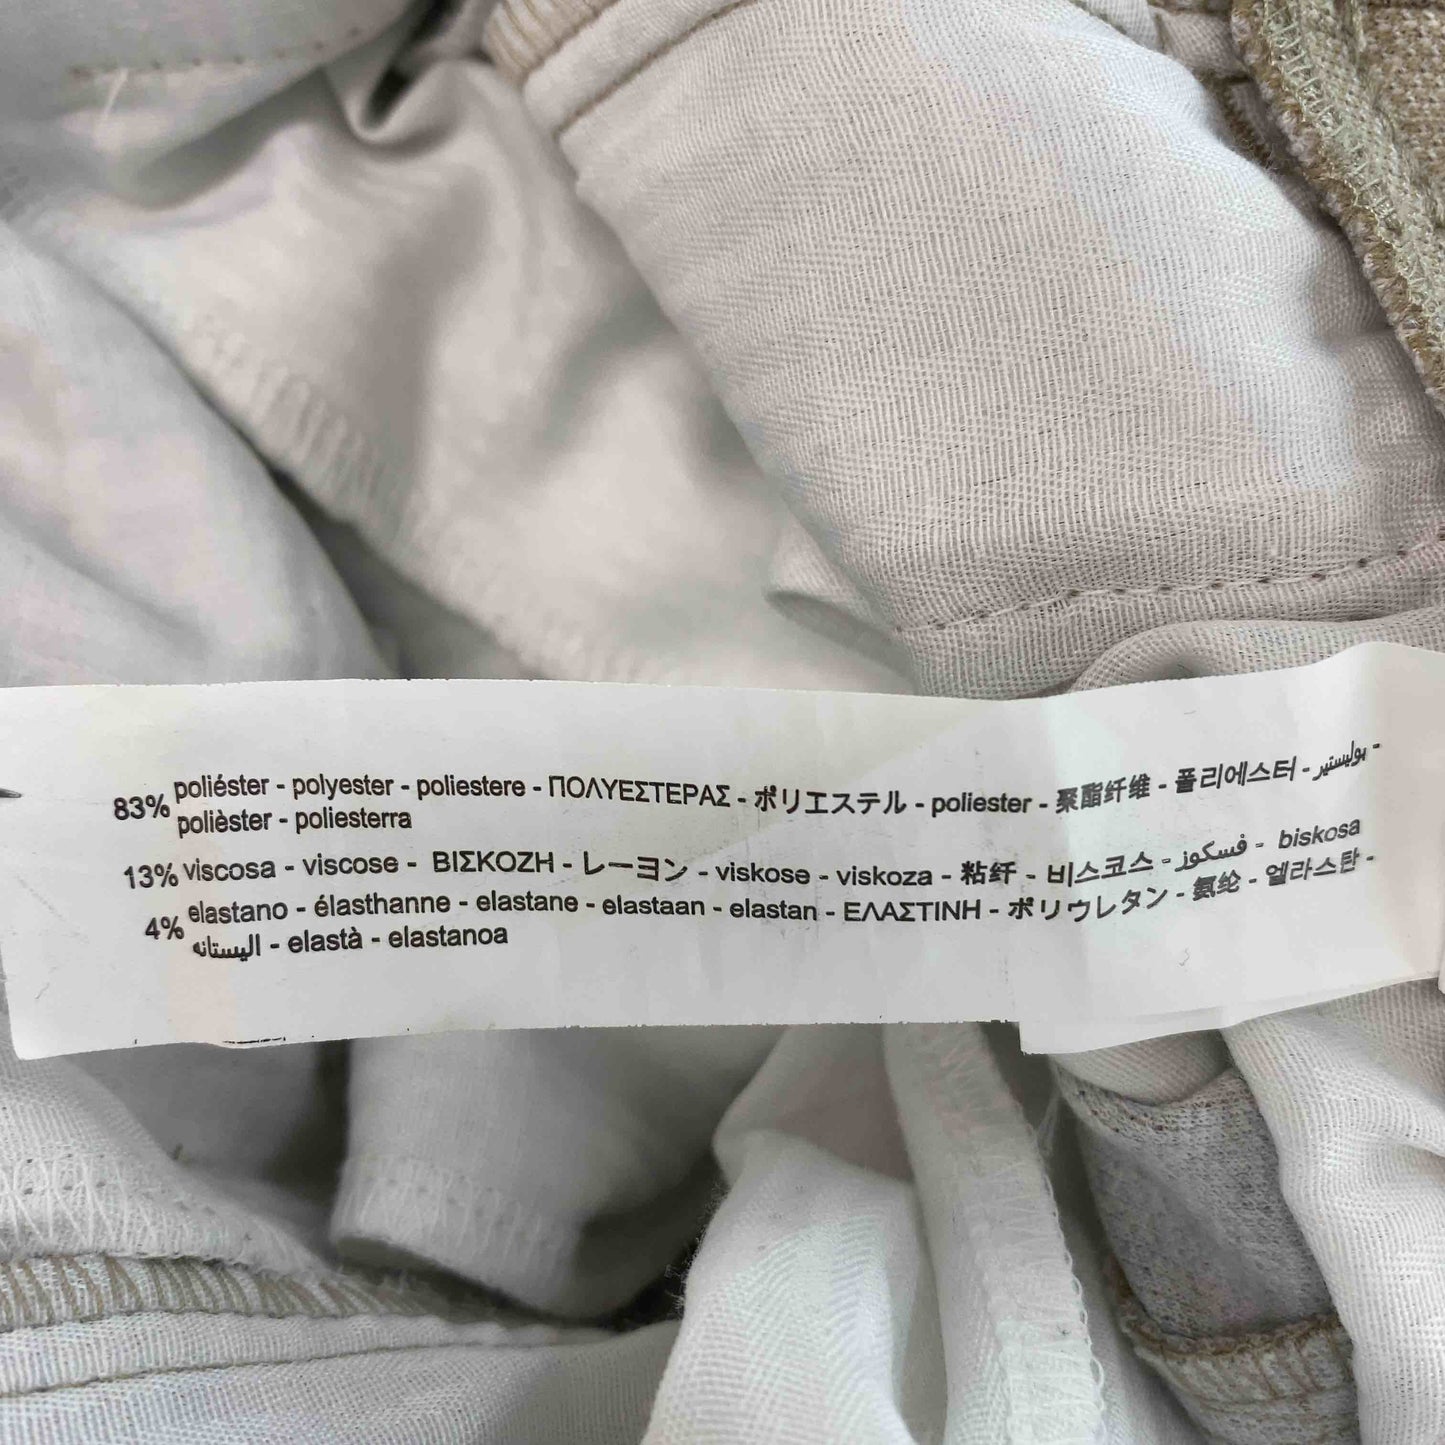 83% poliéster - polyester - poliestere - ΠΟΛΥΕΣΤΕΡΑΣ - ポリエステル - poliester - 聚酯纤维 - 폴리에스터 - بوليستير -
polièster - poliesterra
13% viscosa - viscose - ΒΙΣΚΟΖΗ - レーヨン - viskose - viskoza - 粘纤 - 비스코스 - فسكوز - biskosa
4% elastano - élasthanne - elastane - elastaan - elastan - ΕΛΑΣΤΙΝΗ - ポリウレタン - 氨纶 - 엘라스탄 -
اليستانه - elastà - elastanoa